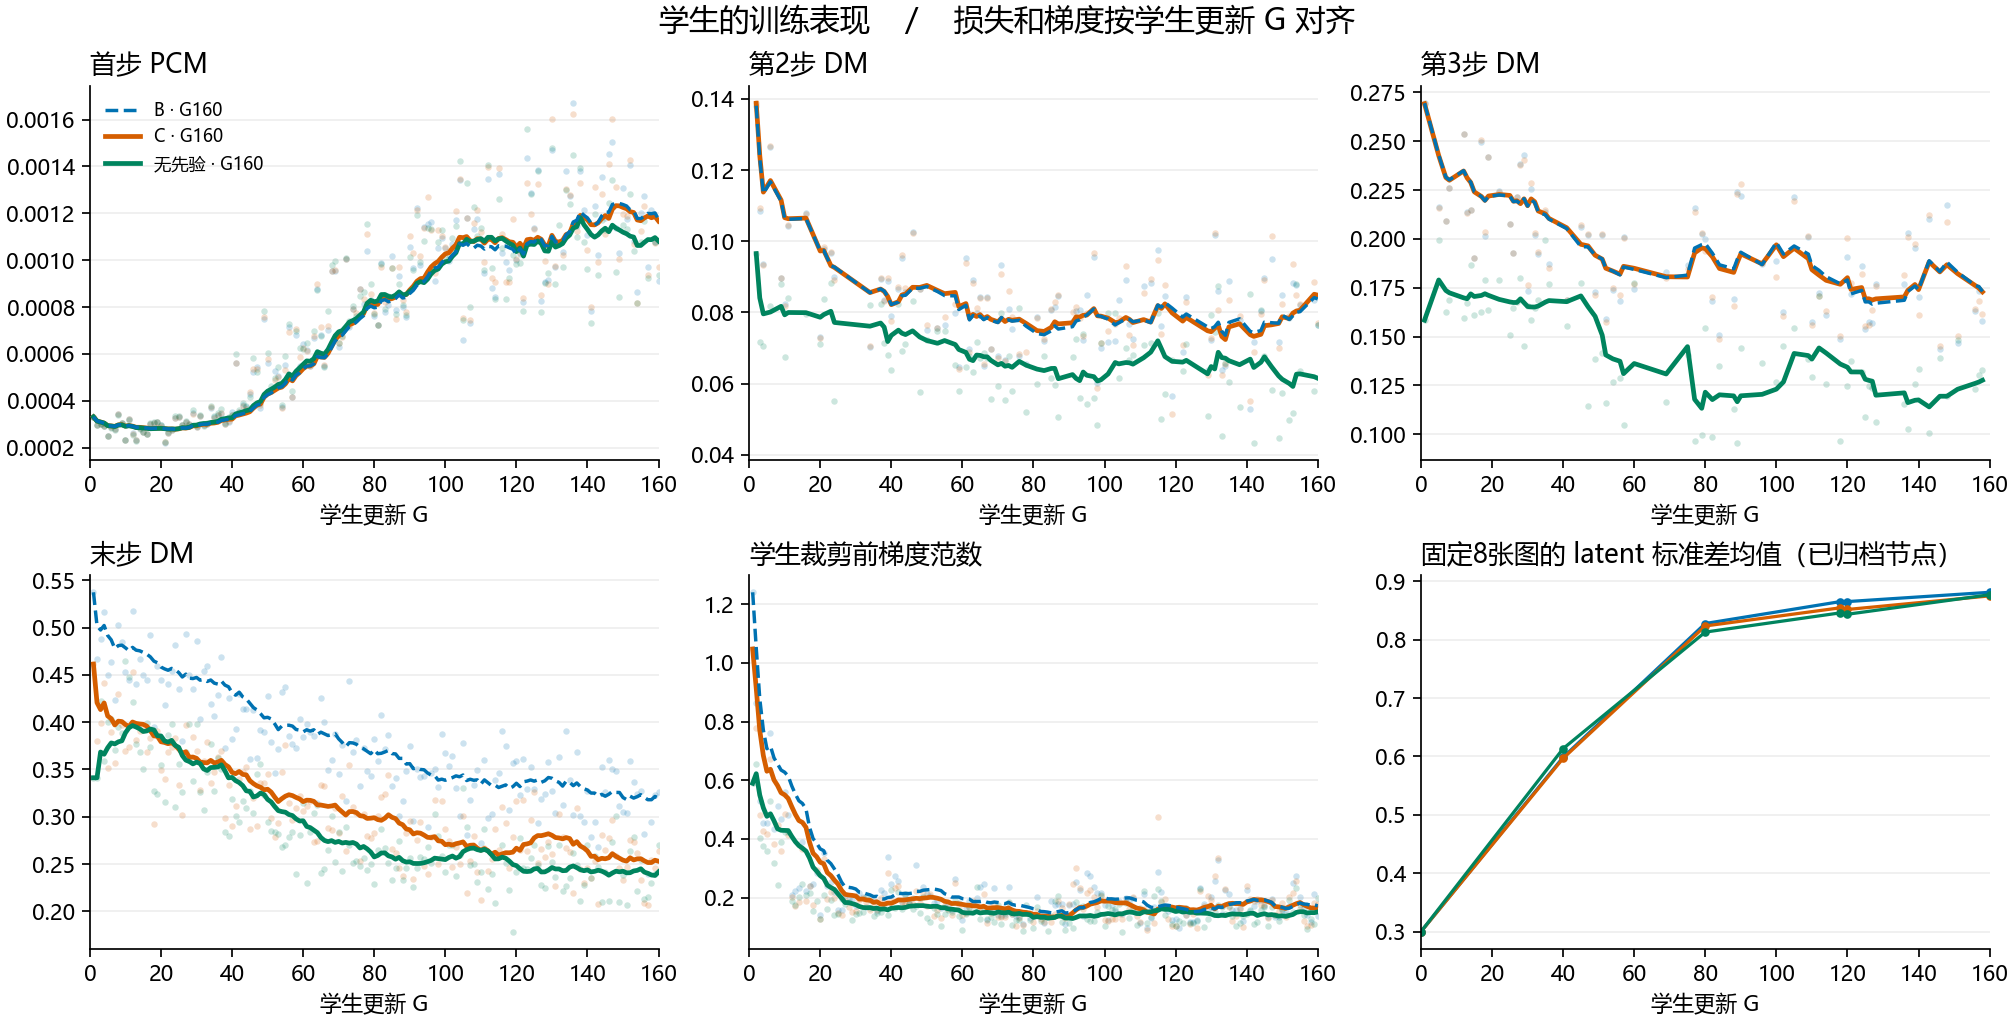 学生的训练表现 / 损失和梯度按学生更新 G 对齐
首步 PCM
0.0016
0.0014
0.0012
0.0010
0.0008
0.0006
0.0004
0.0002
B · G160
C · G160
无先验 · G160
0 20 40 60 80 100 120 140 160
学生更新 G
第2步 DM
0.14
0.12
0.10
0.08
0.06
0.04
0 20 40 60 80 100 120 140 160
学生更新 G
第3步 DM
0.275
0.250
0.225
0.200
0.175
0.150
0.125
0.100
0 20 40 60 80 100 120 140 160
学生更新 G
末步 DM
0.55
0.50
0.45
0.40
0.35
0.30
0.25
0.20
0 20 40 60 80 100 120 140 160
学生更新 G
学生裁剪前梯度范数
1.2
1.0
0.8
0.6
0.4
0.2
0 20 40 60 80 100 120 140 160
学生更新 G
固定8张图的 latent 标准差均值（已归档节点）
0.9
0.8
0.7
0.6
0.5
0.4
0.3
0 20 40 60 80 100 120 140 160
学生更新 G